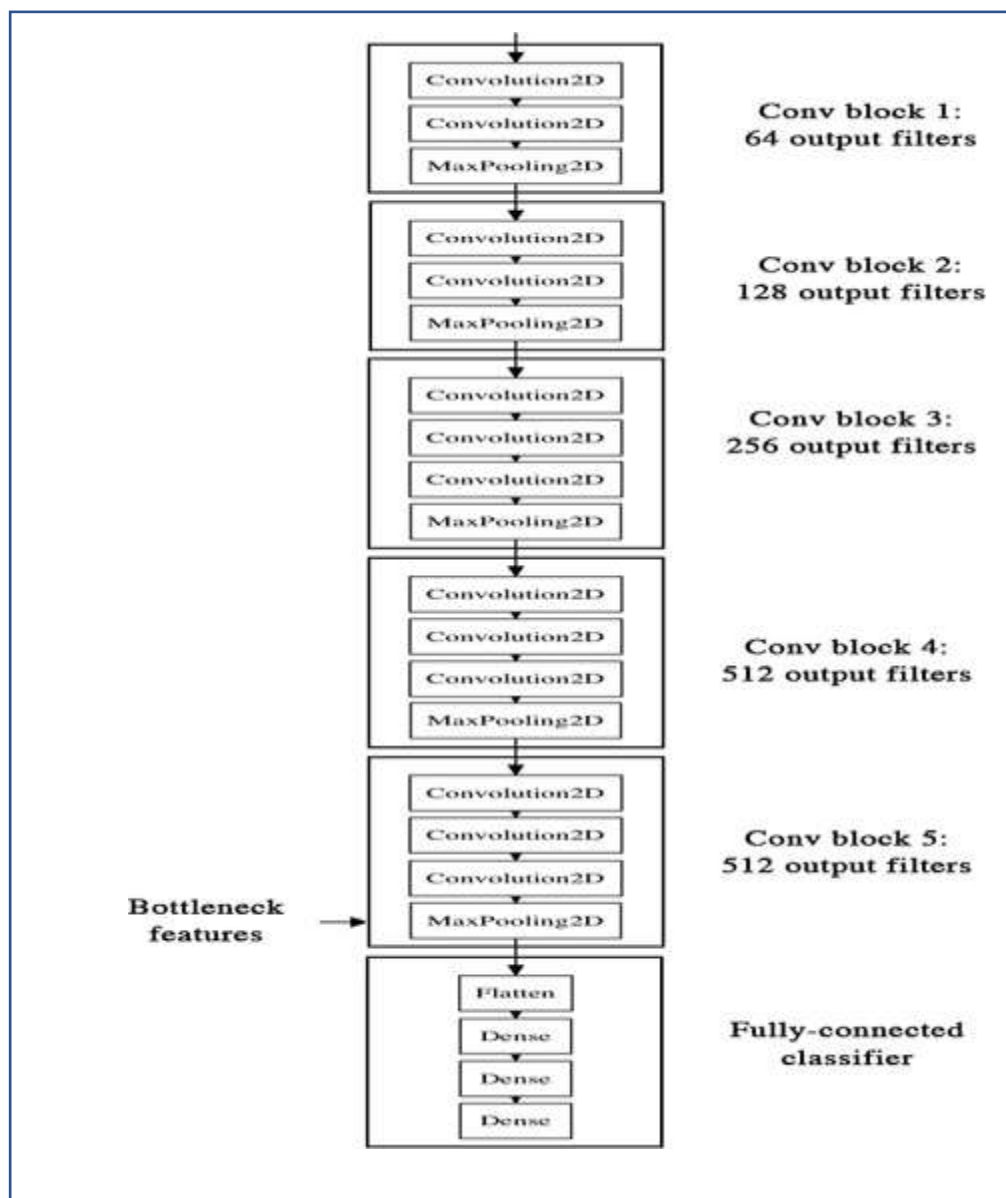 Convolution2D
Convolution2D
MaxPooling2D
Conv block 1:
64 output filters
Convolution2D
Convolution2D
MaxPooling2D
Conv block 2:
128 output filters
Convolution2D
Convolution2D
Convolution2D
MaxPooling2D
Conv block 3:
256 output filters
Convolution2D
Convolution2D
Convolution2D
MaxPooling2D
Conv block 4:
512 output filters
Convolution2D
Convolution2D
Convolution2D
MaxPooling2D
Conv block 5:
512 output filters
Bottleneck
features
Flatten
Dense
Dense
Dense
Fully-connected
classifier